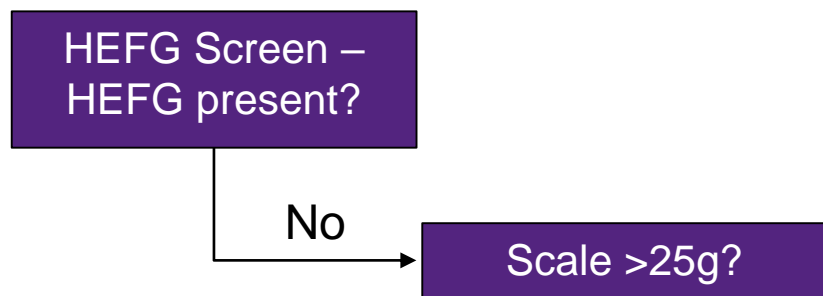 HEFG Screen –
HEFG present?
No
Scale >25g?